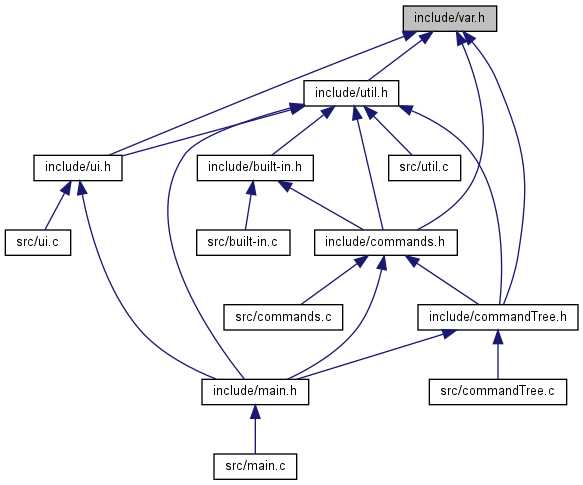 include/var.h
include/util.h
include/ui.h
include/built-in.h
src/util.c
src/ui.c
src/built-in.c
include/commands.h
src/commands.c
include/commandTree.h
include/main.h
src/commandTree.c
src/main.c